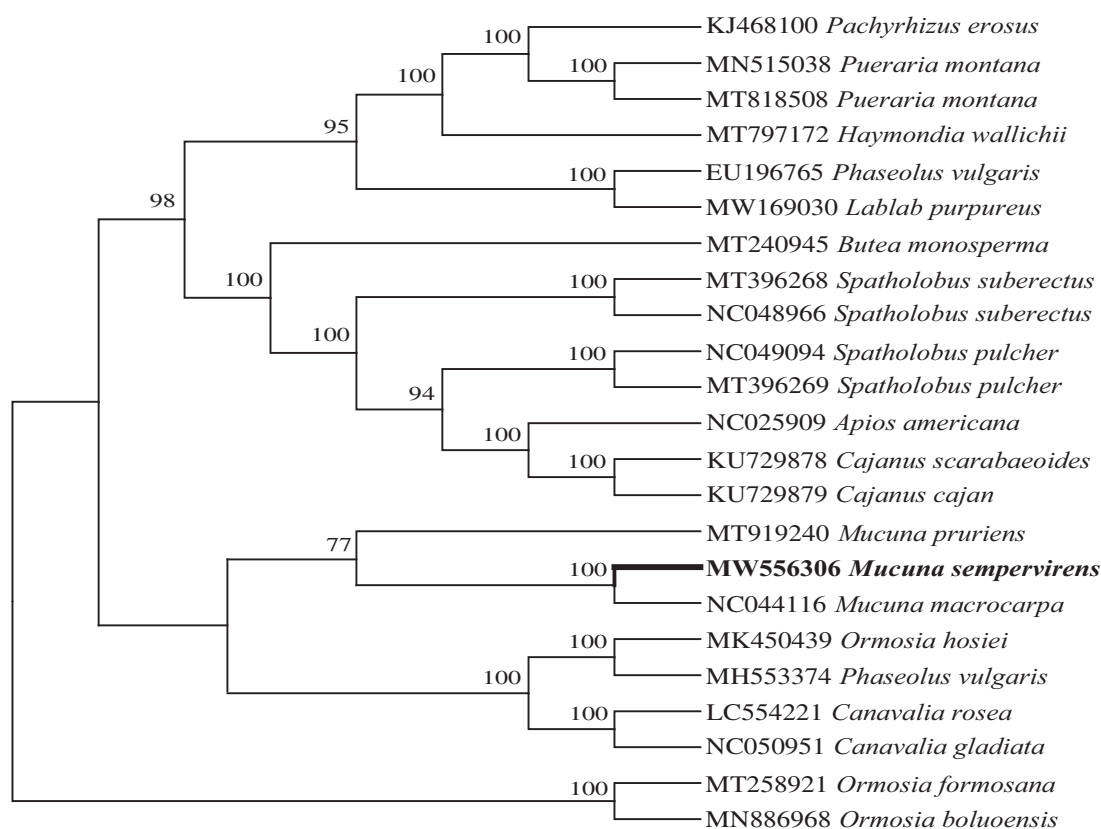 KJ468100 Pachyrhizus erosus
100
MN515038 Pueraria montana
100
100
MT818508 Pueraria montana
MT797172 Haymondia wallichii
95
EU196765 Phaseolus vulgaris
100
MW169030 Lablab purpureus
98
MT240945 Butea monosperma
100
MT396268 Spatholobus suberectus
100
NC048966 Spatholobus suberectus
100
NC049094 Spatholobus pulcher
100
MT396269 Spatholobus pulcher
94
NC025909 Apios americana
100
KU729878 Cajanus scarabaeoides
100
KU729879 Cajanus cajan
MT919240 Mucuna pruriens
77
MW556306 Mucuna sempervirens
100
NC044116 Mucuna macrocarpa
MK450439 Ormosia hosiei
100
MH553374 Phaseolus vulgaris
100
LC554221 Canavalia rosea
100
NC050951 Canavalia gladiata
MT258921 Ormosia formosana
100
MN886968 Ormosia boluoensis